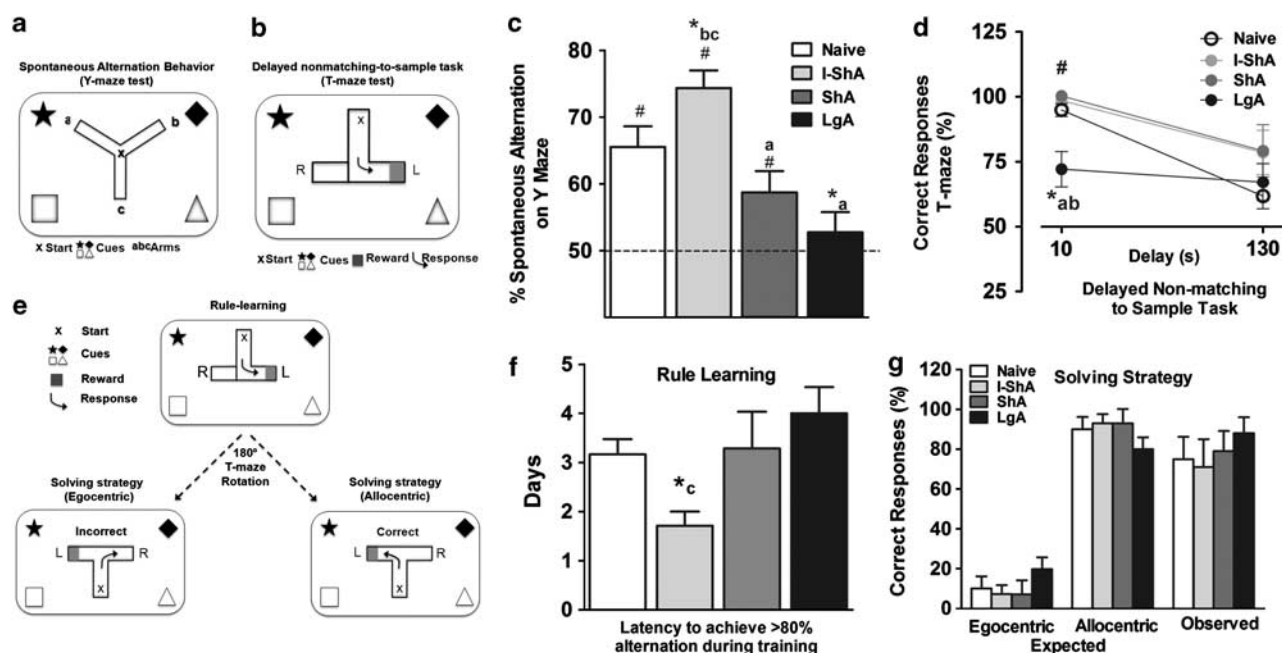 a
Spontaneous Alternation Behavior
(Y-maze test)
a
b
x
c
x Start Cues abcArms
b
Delayed nonmatching-to-sample task
(T-maze test)
x
R
L
x Start Cues Reward Response
c
% Spontaneous Alternation
on Y Maze
80
70
60
50
#
*bc
#
a
#
*a
Naive
I-ShA
ShA
LgA
d
Correct Responses
T-maze (%)
125
100
75
50
25
#
*ab
Naive
I-ShA
ShA
LgA
10
130
Delay (s)
Delayed Non-matching
to Sample Task
e
x Start
Cues
Reward
Response
Rule-learning
x
R
L
180º
T-maze
Rotation
Solving strategy
(Egocentric)
Incorrect
L
R
X
Solving strategy
(Allocentric)
Correct
L
R
X
f
Rule Learning
Days
5
4
3
2
1
0
*c
Latency to achieve >80%
alternation during training
g
Solving Strategy
Naive
I-ShA
ShA
LgA
Correct Responses (%)
120
100
80
60
40
20
0
Egocentric Allocentric Observed
Expected